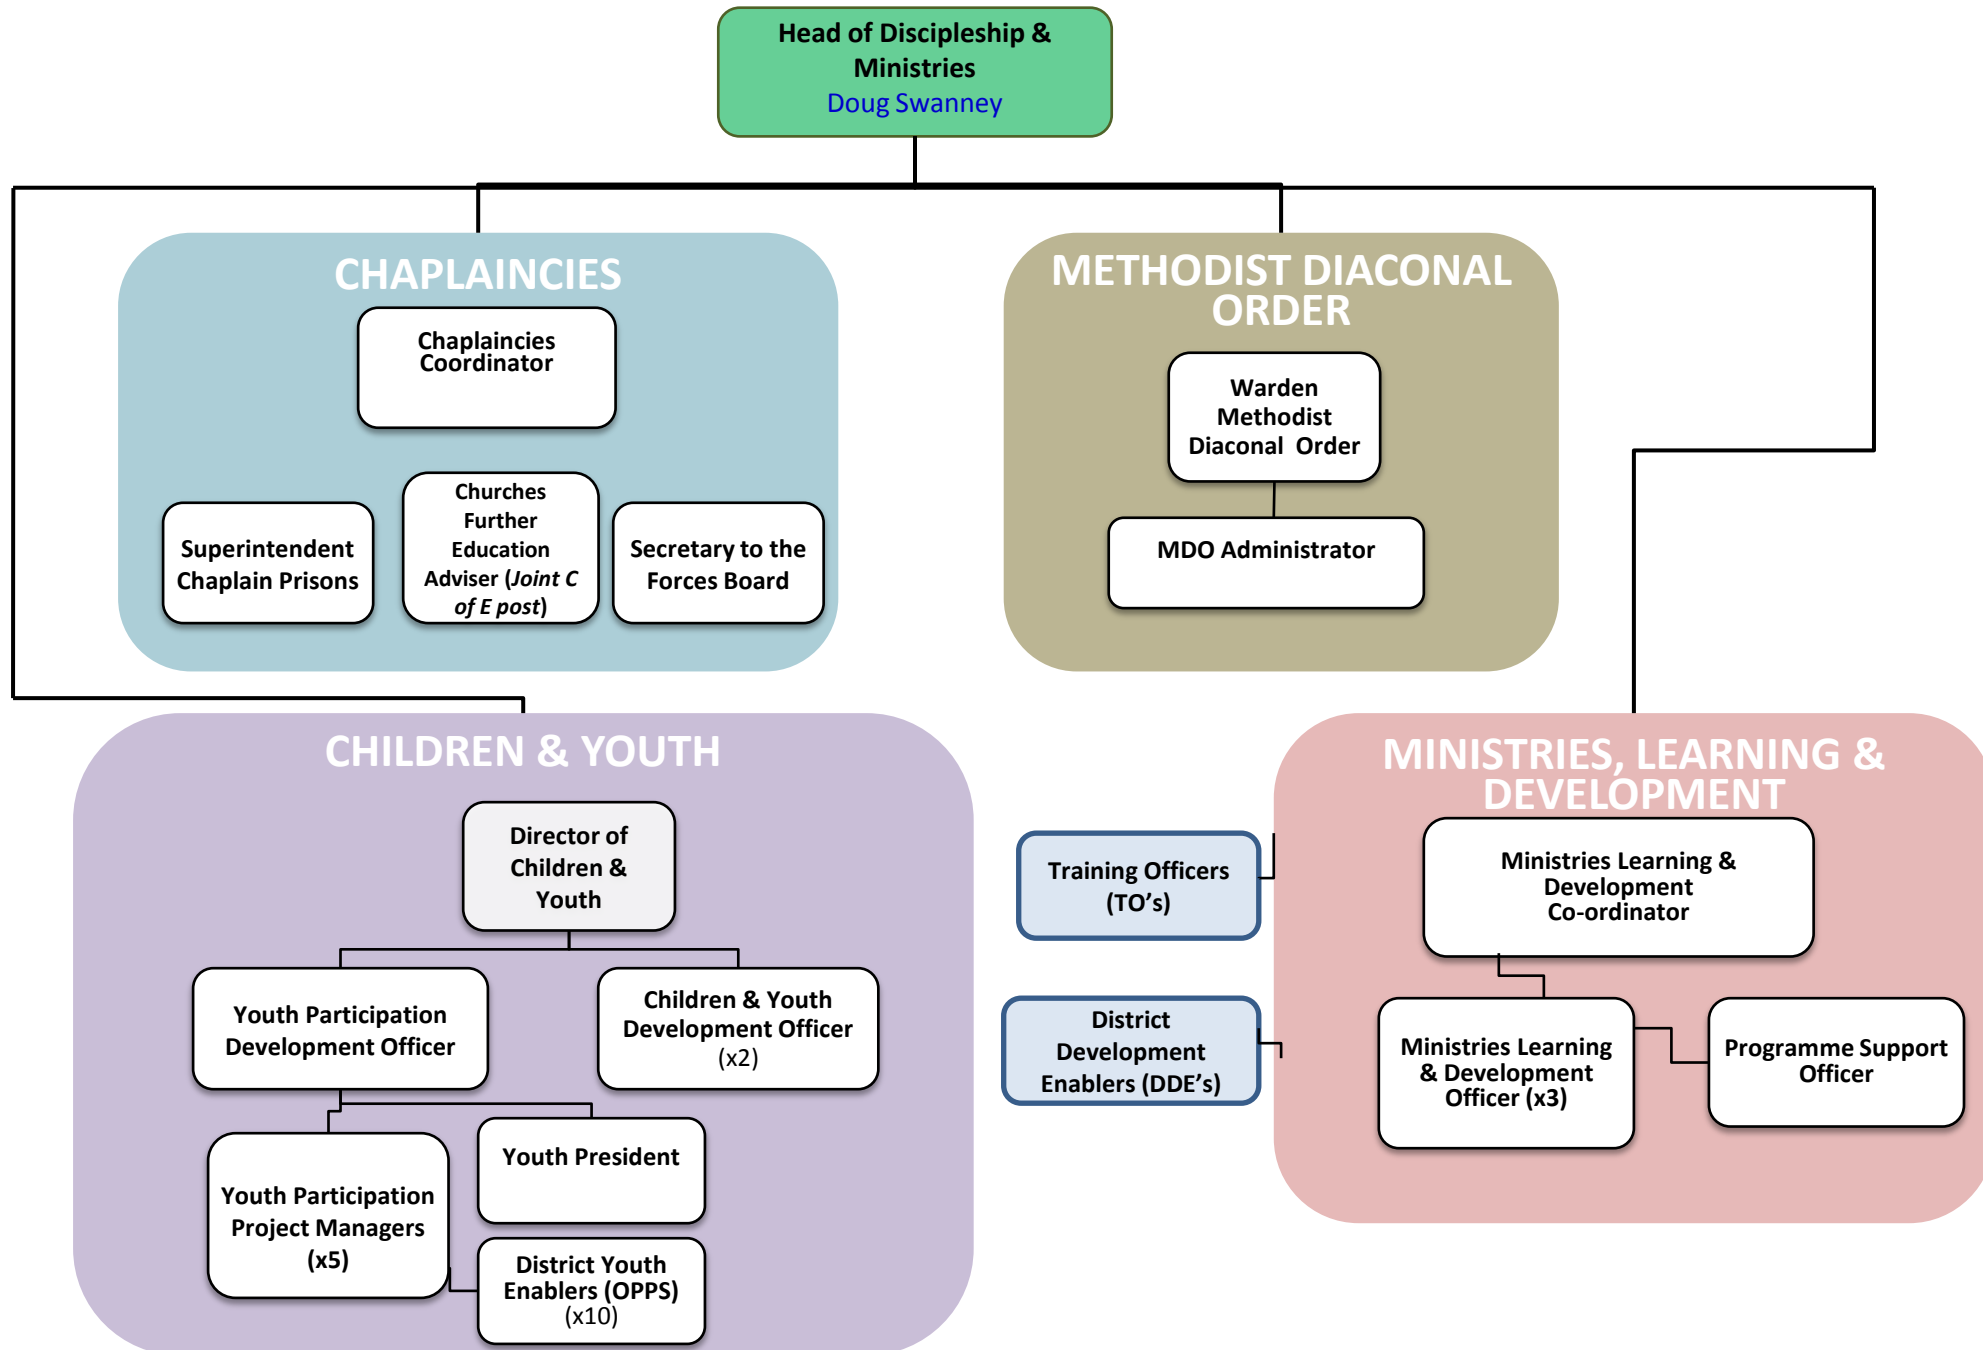 Head of Discipleship &
Ministries
Doug Swanney
CHAPLAINCIES
Chaplaincies
Coordinator
Superintendent
Chaplain Prisons
Churches
Further
Education
Adviser (Joint C
of E post)
Secretary to the
Forces Board
METHODIST DIACONAL
ORDER
Warden
Methodist
Diaconal Order
MDO Administrator
CHILDREN & YOUTH
Director of
Children &
Youth
Youth Participation
Development Officer
Children & Youth
Development Officer
(x2)
Youth Participation
Project Managers
(x5)
Youth President
District Youth
Enablers (OPPS)
(x10)
Training Officers
(TO’s)
District
Development
Enablers (DDE’s)
MINISTRIES, LEARNING &
DEVELOPMENT
Ministries Learning &
Development
Co-ordinator
Ministries Learning
& Development
Officer (x3)
Programme Support
Officer